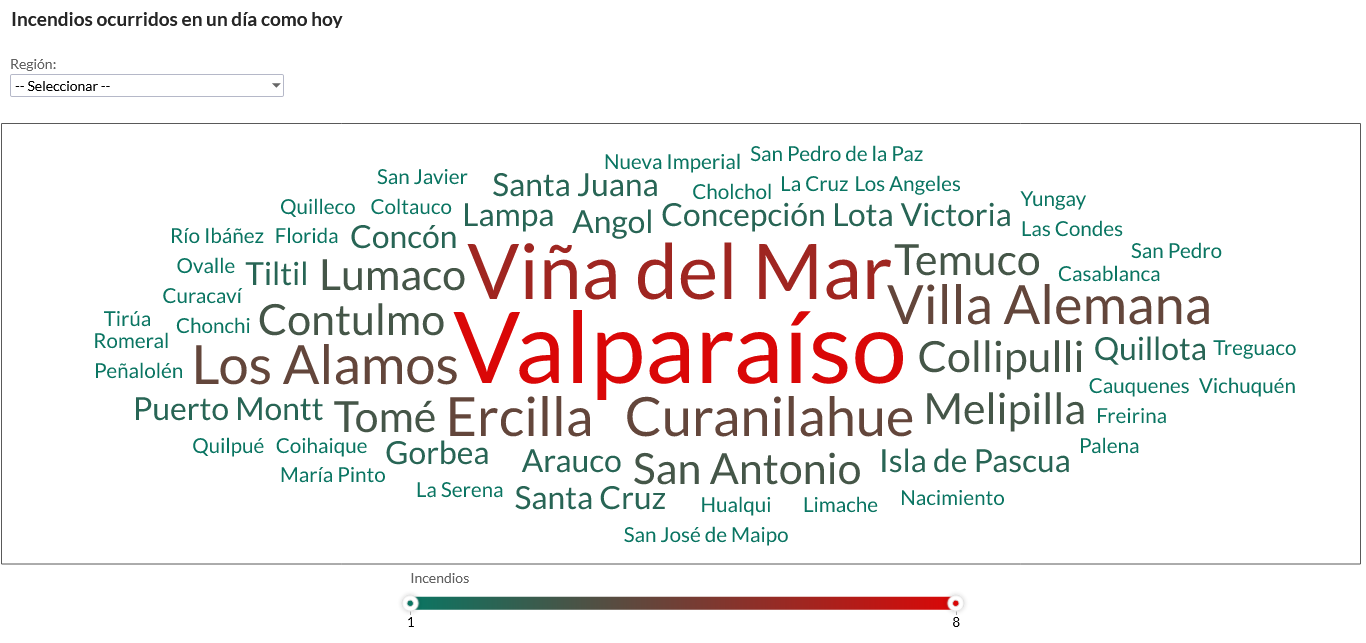 Incendios ocurridos en un día como hoy
Región:
-- Seleccionar --
Nueva Imperial San Pedro de la Paz
San Javier Santa Juana Cholchol La Cruz Los Angeles
Yungay
Quilleco Coltauco Lampa Angol Concepción Lota Victoria
Las Condes
Río Ibáñez Florida Concón
San Pedro
Ovalle Tiltil Lumaco Viña del Mar Temuco Casablanca
Curacaví
Villa Alemana
Tirúa Chonchi Contulmo
Romeral
Valparaíso
Collipulli Quillota Treguaco
Peñalolén Los Alamos
Cauquenes Vichuquén
Puerto Montt Tomé Ercilla Curanilahue Melipilla Freirina
Quilpué Coihaique Gorbea Arauco San Antonio Isla de Pascua Palena
María Pinto
La Serena Santa Cruz Hualqui Limache Nacimiento
San José de Maipo
Incendios
1 8